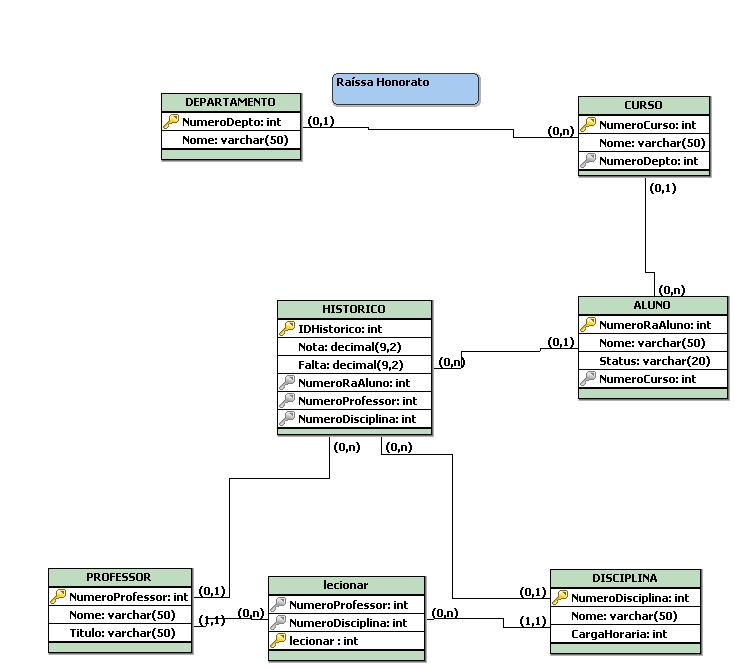 Raíssa Honorato
DEPARTAMENTO
NumeroDepto: int
Nome: varchar(50)
(0,1)
(0,n)
CURSO
NumeroCurso: int
Nome: varchar(50)
NumeroDepto: int
(0,1)
(0,n)
HISTORICO
IDHistorico: int
Nota: decimal(9,2)
Falta: decimal(9,2)
NumeroRaAluno: int
NumeroProfessor: int
NumeroDisciplina: int
(0,n)
(0,1)
ALUNO
NumeroRaAluno: int
Nome: varchar(50)
Status: varchar(20)
NumeroCurso: int
(0,n)
(0,n)
PROFESSOR
NumeroProfessor: int
Nome: varchar(50)
Titulo: varchar(50)
(0,1)
(1,1)
(0,n)
lecionar
NumeroProfessor: int
NumeroDisciplina: int
lecionar : int
(0,n)
(0,1)
(1,1)
DISCIPLINA
NumeroDisciplina: int
Nome: varchar(50)
CargaHoraria: int